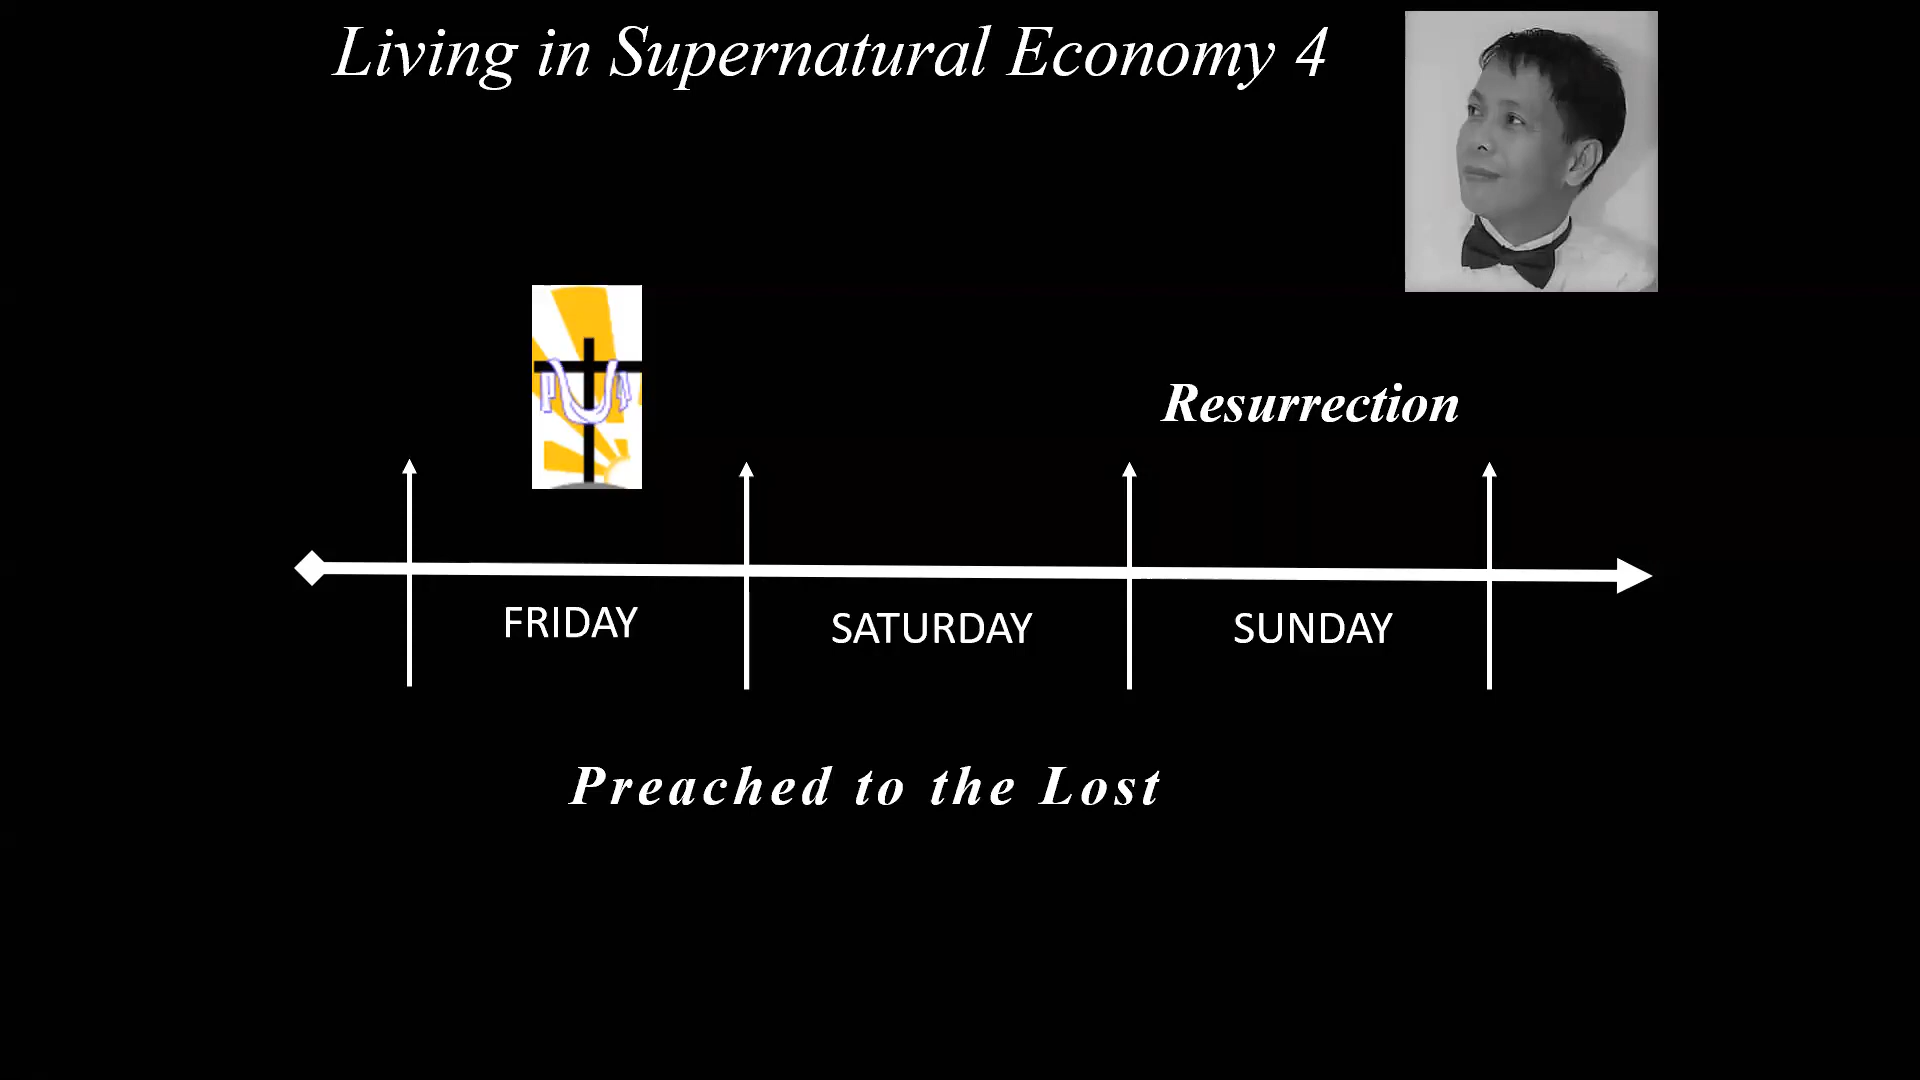 Living in Supernatural Economy 4
Resurrection
FRIDAY
SATURDAY
SUNDAY
Preached to the Lost